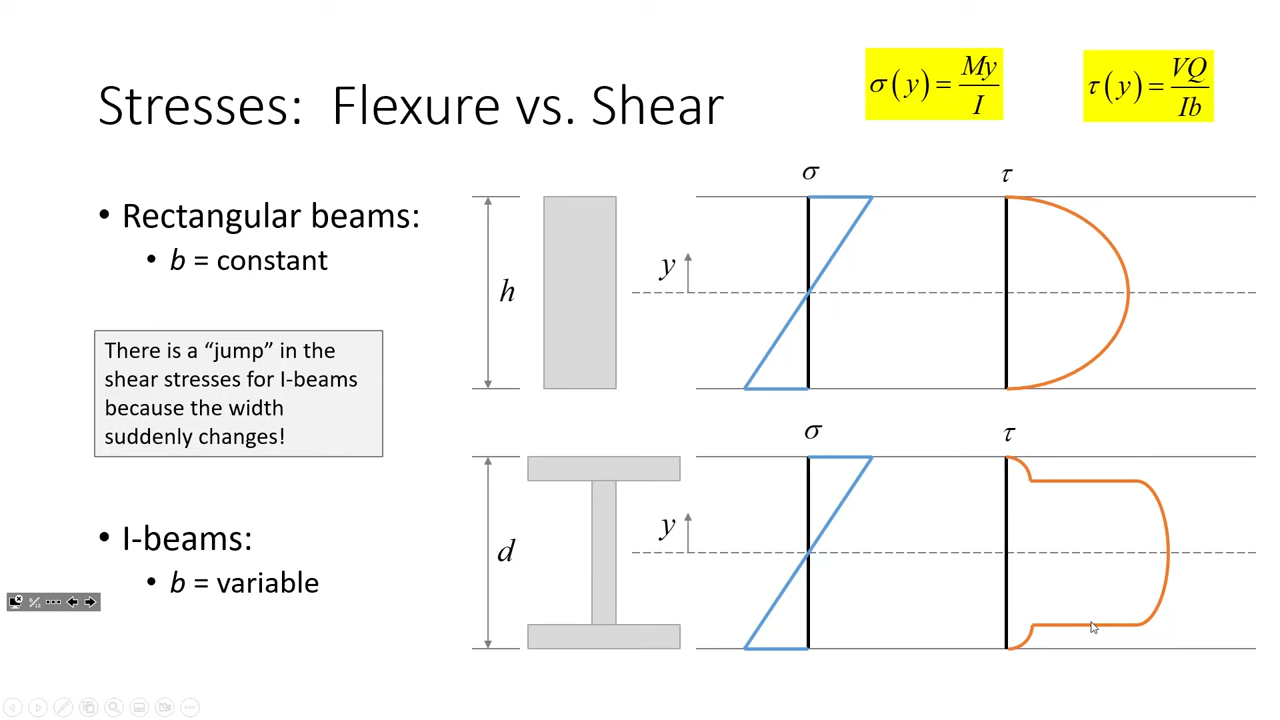 Stresses: Flexure vs. Shear
σ(y) = My/I
τ(y) = VQ/Ib
• Rectangular beams:
• b = constant
There is a “jump” in the
shear stresses for I-beams
because the width
suddenly changes!
• I-beams:
• b = variable
h
y
σ
τ
d
y
σ
τ